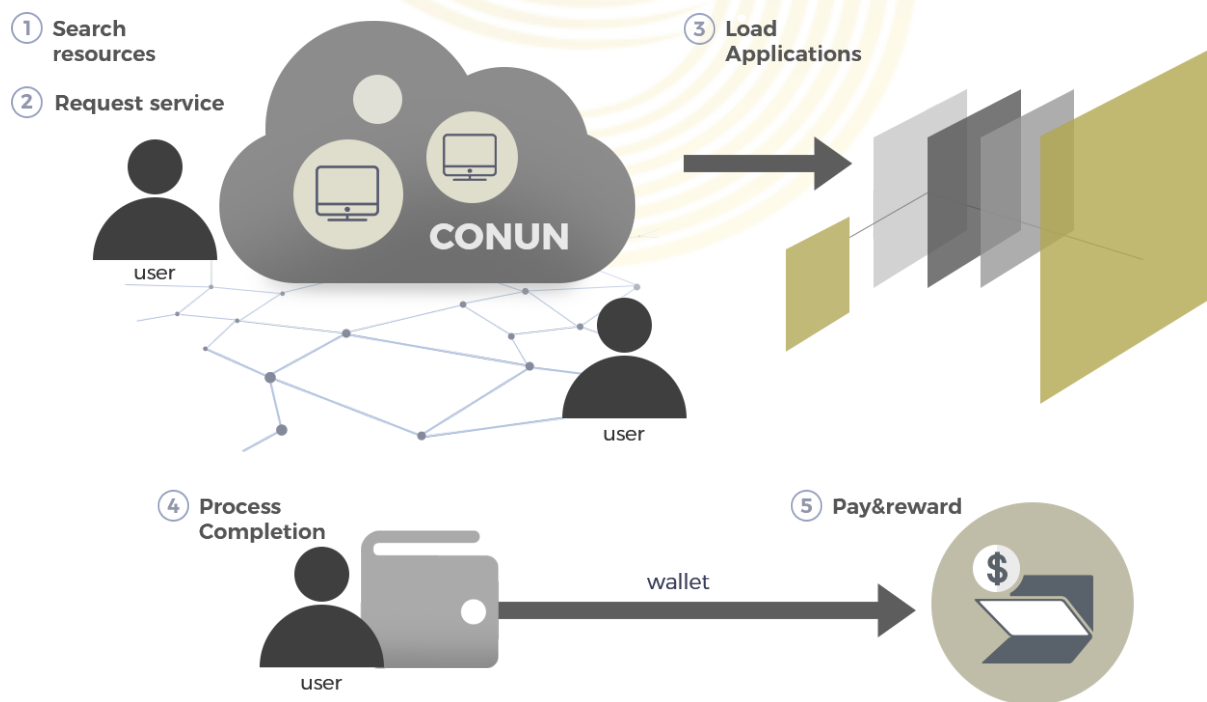 1 Search
resources
2 Request service
user
CONUN
user
3 Load
Applications
4 Process
Completion
user
wallet
5 Pay&reward
$